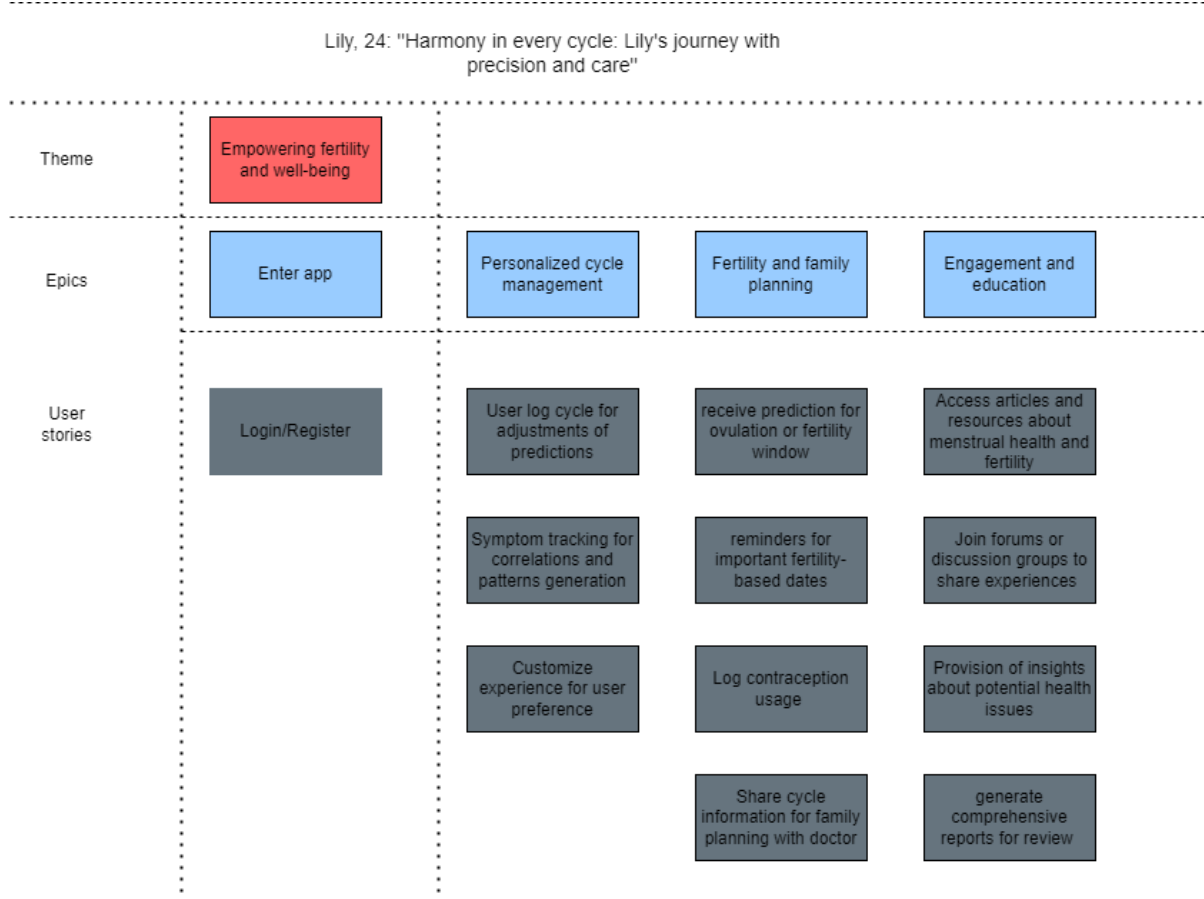 Lily, 24: "Harmony in every cycle: Lily's journey with
precision and care"
Theme
Empowering fertility
and well-being
Epics
Enter app
Personalized cycle
management
Fertility and family
planning
Engagement and
education
User
stories
Login/Register
User log cycle for
adjustments of
predictions
receive prediction for
ovulation or fertility
window
Access articles and
resources about
menstrual health and
fertility
Symptom tracking for
correlations and
patterns generation
reminders for
important fertility-
based dates
Join forums or
discussion groups to
share experiences
Customize
experience for user
preference
Log contraception
usage
Provision of insights
about potential health
issues
Share cycle
information for family
planning with doctor
generate
comprehensive
reports for review